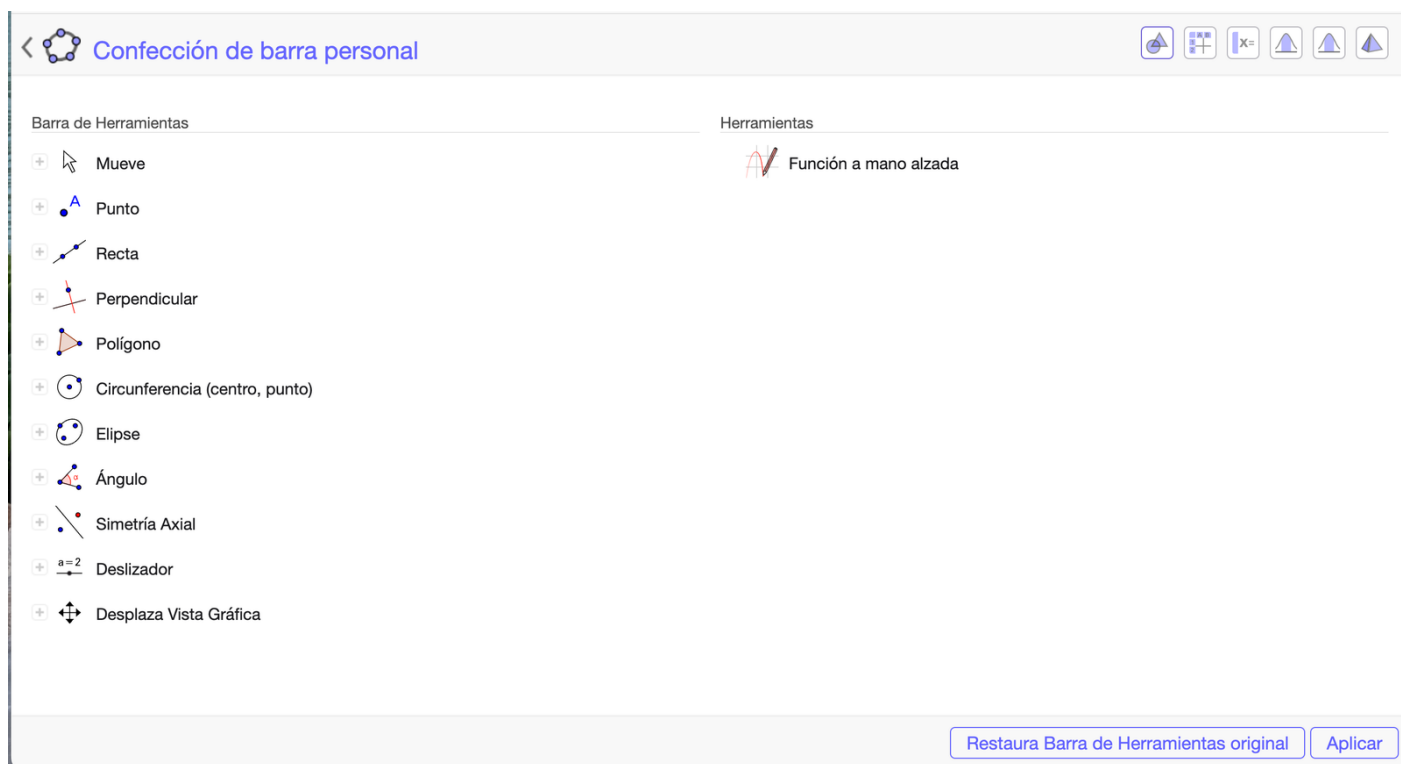 Confección de barra personal
x=
Barra de Herramientas
Mueve
A
Punto
Recta
Perpendicular
Polígono
Circunferencia (centro, punto)
Elipse
α
Ángulo
Simetría Axial
a=2
Deslizador
Desplaza Vista Gráfica
Herramientas
Función a mano alzada
Restaura Barra de Herramientas original
Aplicar